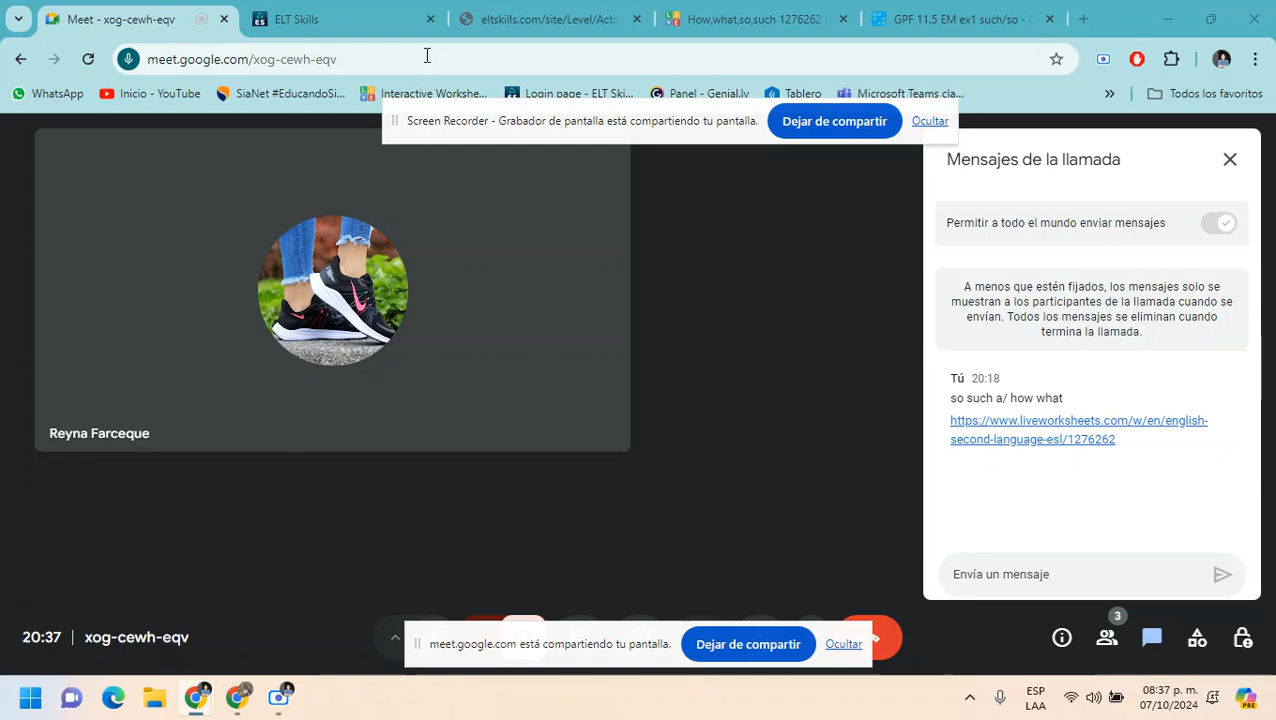 Meet - xog-cewh-eqv
ELT Skills
eltskills.com/site/Level/Activ
How,what,so,such 1276262
GPF 11.5 EM ex1 such/so -
meet.google.com/xog-cewh-eqv
WhatsApp
Inicio - YouTube
SiaNet #EducandoSi...
Interactive Workshe...
Login page - ELT Skil...
Panel - Genial.ly
Tablero
Microsoft Teams cla...
»
Todos los favoritos
Screen Recorder - Grabador de pantalla está compartiendo tu pantalla.
Dejar de compartir
Ocultar
Mensajes de la llamada
Permitir a todo el mundo enviar mensajes
A menos que estén fijados, los mensajes solo se
muestran a los participantes de la llamada cuando se
envían. Todos los mensajes se eliminan cuando
termina la llamada.
Tú 20:18
so such a/ how what
https://www.liveworksheets.com/w/en/english-
second-language-esl/1276262
Reyna Farceque
Envía un mensaje
3
20:37
xog-cewh-eqv
meet.google.com está compartiendo tu pantalla.
Dejar de compartir
Ocultar
ESP
LAA
08:37 p. m.
07/10/2024
PRE